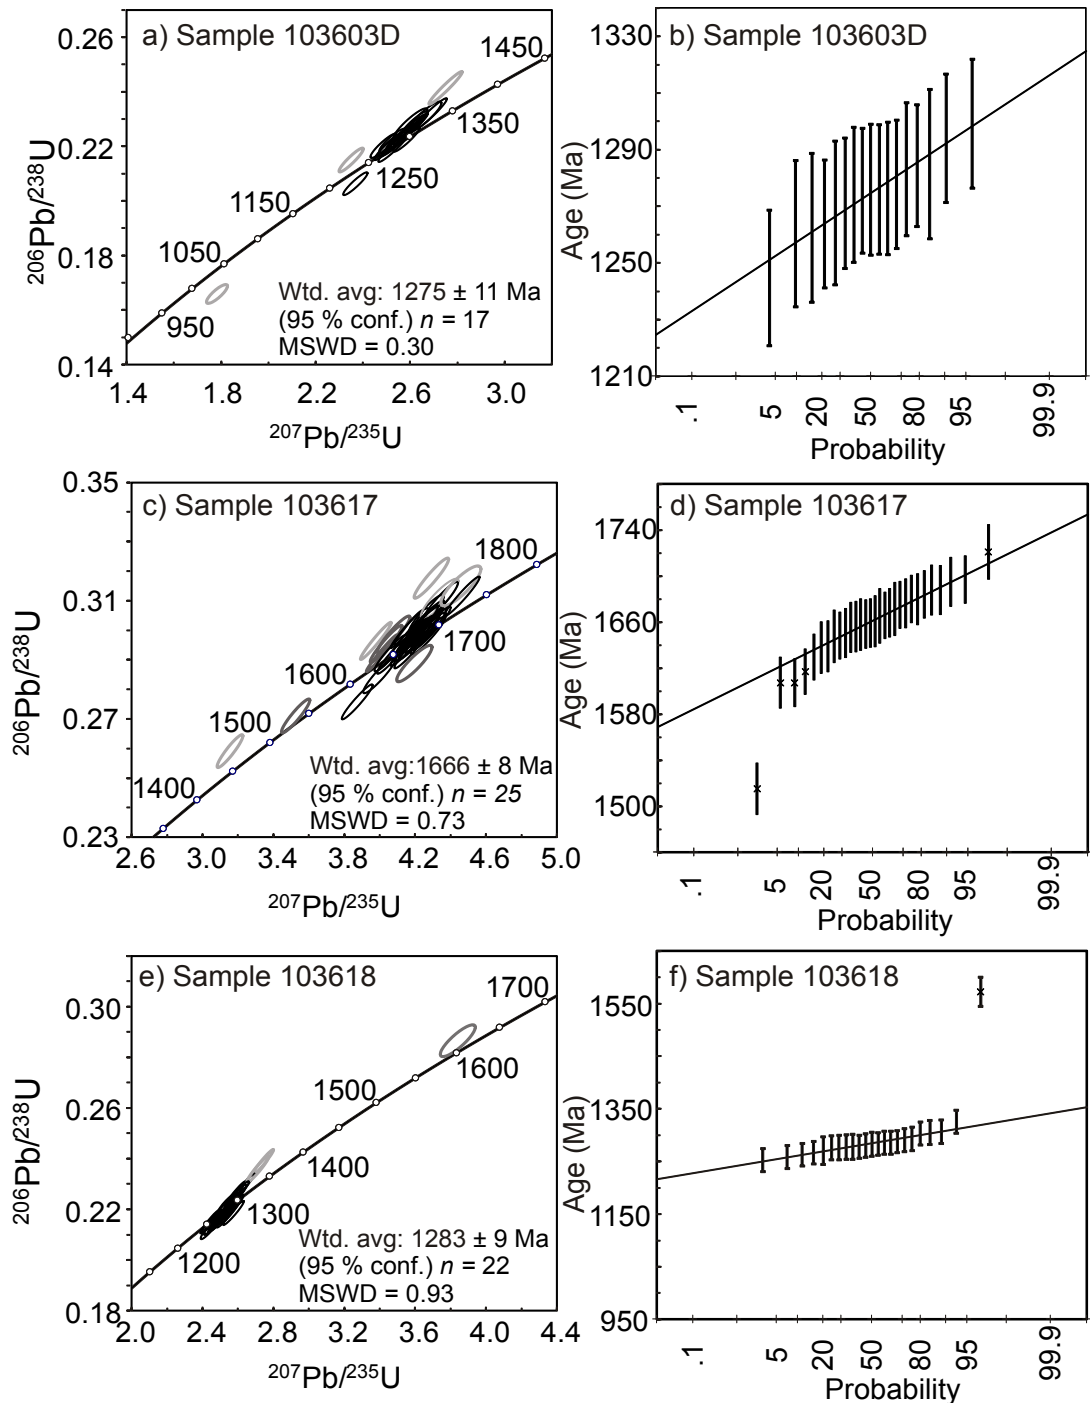 a) Sample 103603D
0.26
0.22
0.18
0.14
206Pb/238U
1450
1350
1250
1150
1050
950
Wtd. avg: 1275 ± 11 Ma
(95 % conf.) n = 17
MSWD = 0.30
1.4 1.8 2.2 2.6 3.0
207Pb/235U
b) Sample 103603D
1330
1290
1250
1210
Age (Ma)
.1 5 20 50 80 95 99.9
Probability
c) Sample 103617
0.35
0.31
0.27
0.23
206Pb/238U
1800
1700
1600
1500
1400
Wtd. avg:1666 ± 8 Ma
(95 % conf.) n = 25
MSWD = 0.73
2.6 3.0 3.4 3.8 4.2 4.6 5.0
207Pb/235U
d) Sample 103617
1740
1660
1580
1500
Age (Ma)
.1 5 20 50 80 95 99.9
Probability
e) Sample 103618
0.30
0.26
0.22
0.18
206Pb/238U
1700
1600
1500
1400
1300
1200
Wtd. avg: 1283 ± 9 Ma
(95 % conf.) n = 22
MSWD = 0.93
2.0 2.4 2.8 3.2 3.6 4.0 4.4
207Pb/235U
f) Sample 103618
1550
1350
1150
950
Age (Ma)
.1 5 20 50 80 95 99.9
Probability